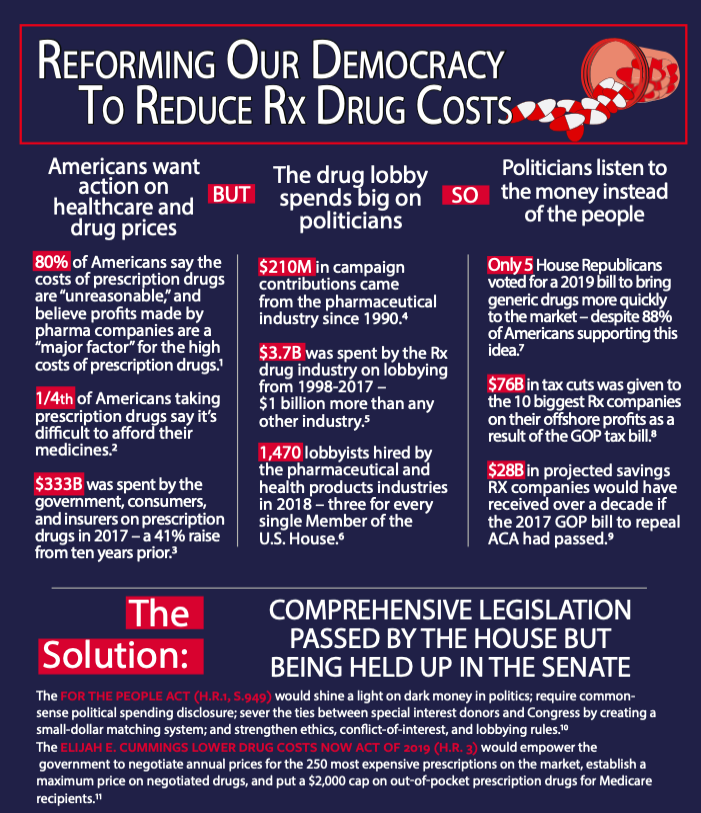 REFORMING OUR DEMOCRACY
TO REDUCE RX DRUG COSTS
Americans want
action on
healthcare and
drug prices
BUT
The drug lobby
spends big on
politicians
SO
Politicians listen to
the money instead
of the people
80% of Americans say the
costs of prescription drugs
are “unreasonable,” and
believe profits made by
pharma companies are a
“major factor” for the high
costs of prescription drugs.¹
1/4th of Americans taking
prescription drugs say it’s
difficult to afford their
medicines.²
$333B was spent by the
government, consumers,
and insurers on prescription
drugs in 2017 – a 41% raise
from ten years prior.³
$210M in campaign
contributions came
from the pharmaceutical
industry since 1990.⁴
$3.7B was spent by the Rx
drug industry on lobbying
from 1998-2017 –
$1 billion more than any
other industry.⁵
1,470 lobbyists hired by
the pharmaceutical and
health products industries
in 2018 – three for every
single Member of the
U.S. House.⁶
Only 5 House Republicans
voted for a 2019 bill to bring
generic drugs more quickly
to the market – despite 88%
of Americans supporting this
idea.⁷
$76B in tax cuts was given to
the 10 biggest Rx companies
on their offshore profits as a
result of the GOP tax bill.⁸
$28B in projected savings
RX companies would have
received over a decade if
the 2017 GOP bill to repeal
ACA had passed.⁹
The
Solution:
COMPREHENSIVE LEGISLATION
PASSED BY THE HOUSE BUT
BEING HELD UP IN THE SENATE
The FOR THE PEOPLE ACT (H.R.1, S.949) would shine a light on dark money in politics; require common-
sense political spending disclosure; sever the ties between special interest donors and Congress by creating a
small-dollar matching system; and strengthen ethics, conflict-of-interest, and lobbying rules.¹⁰
The ELIJAH E. CUMMINGS LOWER DRUG COSTS NOW ACT OF 2019 (H.R. 3) would empower the
government to negotiate annual prices for the 250 most expensive prescriptions on the market, establish a
maximum price on negotiated drugs, and put a $2,000 cap on out-of-pocket prescription drugs for Medicare
recipients.¹¹